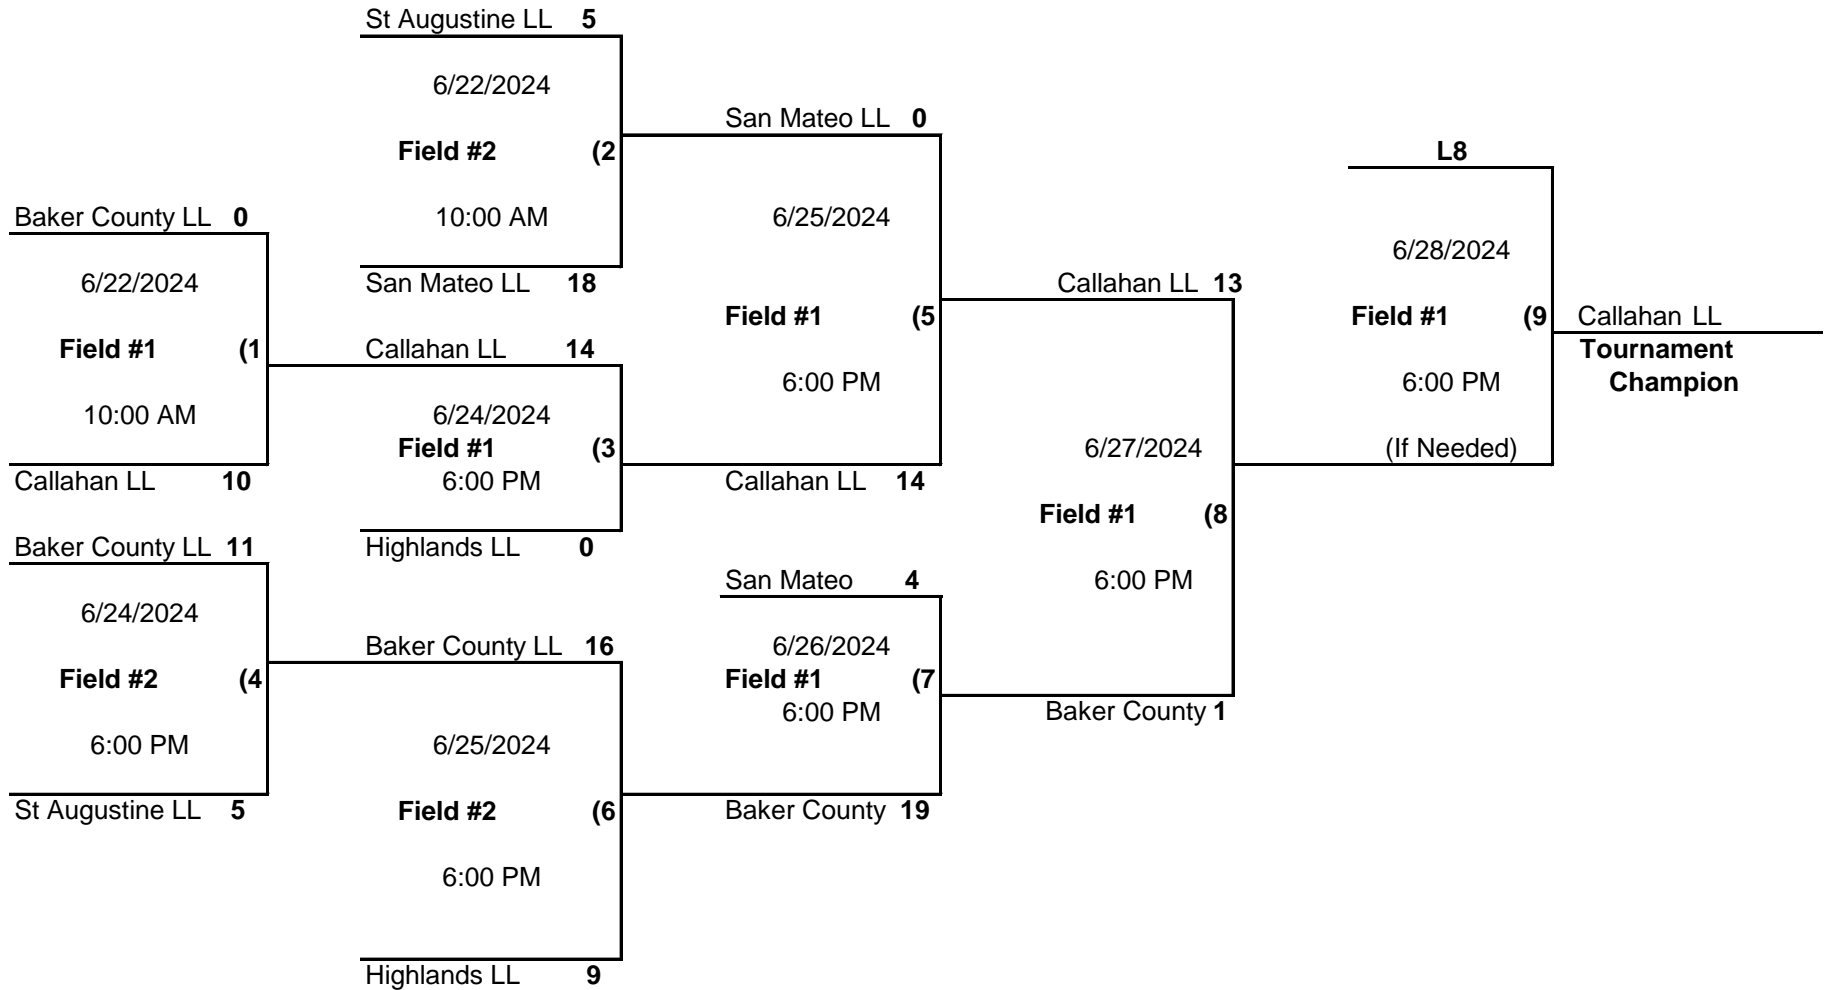 St Augustine LL 5
6/22/2024
Field #2 (2
10:00 AM
San Mateo LL 18
Baker County LL 0
6/22/2024
Field #1 (1
10:00 AM
Callahan LL 10
Callahan LL 14
6/24/2024
Field #1 (3
6:00 PM
Highlands LL 0
Baker County LL 11
6/24/2024
Field #2 (4
6:00 PM
St Augustine LL 5
Baker County LL 16
6/25/2024
Field #2 (6
6:00 PM
Highlands LL 9
San Mateo LL 0
6/25/2024
Field #1 (5
6:00 PM
Callahan LL 14
San Mateo 4
6/26/2024
Field #1 (7
6:00 PM
Baker County 19
Callahan LL 13
6/27/2024
Field #1 (8
6:00 PM
Baker County 1
L8
6/28/2024
Field #1 (9
6:00 PM
(If Needed)
Callahan LL
Tournament
Champion